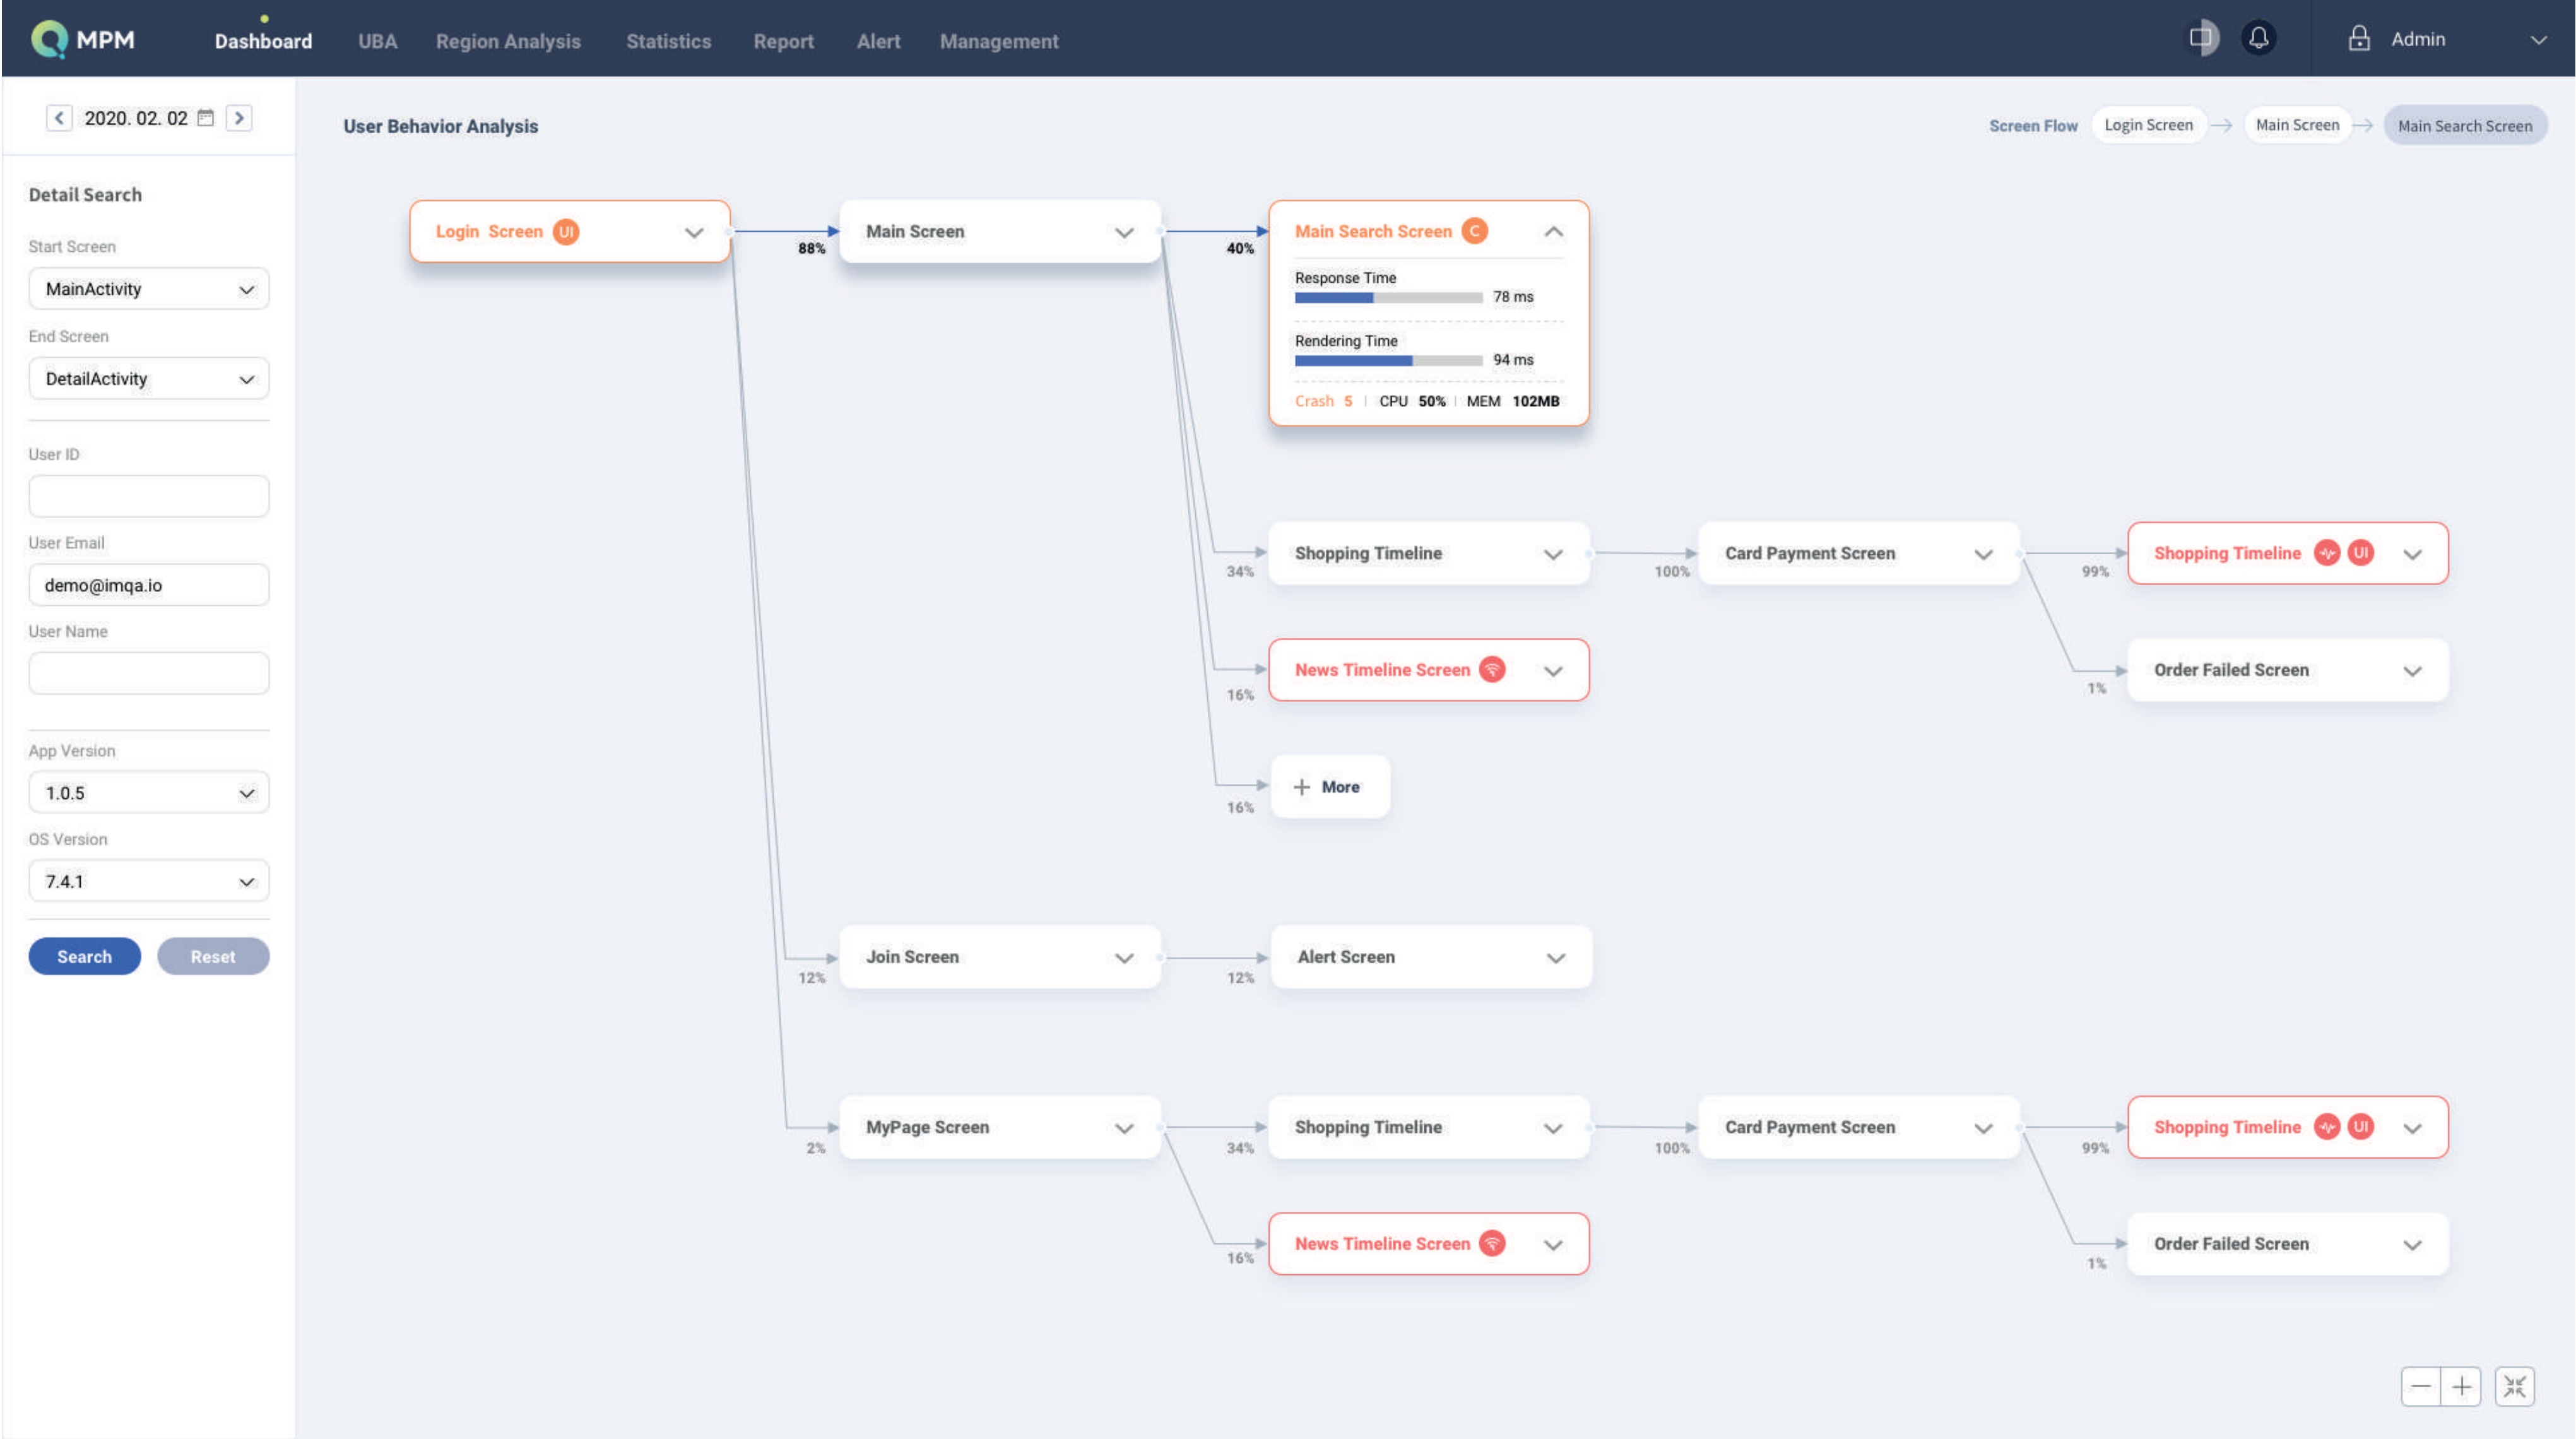 MPM
Dashboard
UBA
Region Analysis
Statistics
Report
Alert
Management
Admin
2020. 02. 02
Detail Search
Start Screen
MainActivity
End Screen
DetailActivity
User ID
User Email
demo@imqa.io
User Name
App Version
1.0.5
OS Version
7.4.1
Search
Reset
User Behavior Analysis
Screen Flow
Login Screen
Main Screen
Main Search Screen
Login Screen UI
88%
Main Screen
40%
Main Search Screen C
Response Time
78 ms
Rendering Time
94 ms
Crash 5 | CPU 50% | MEM 102MB
34%
Shopping Timeline
100%
Card Payment Screen
99%
Shopping Timeline UI
16%
News Timeline Screen
1%
Order Failed Screen
16%
+ More
12%
Join Screen
12%
Alert Screen
2%
MyPage Screen
34%
Shopping Timeline
100%
Card Payment Screen
99%
Shopping Timeline UI
16%
News Timeline Screen
1%
Order Failed Screen